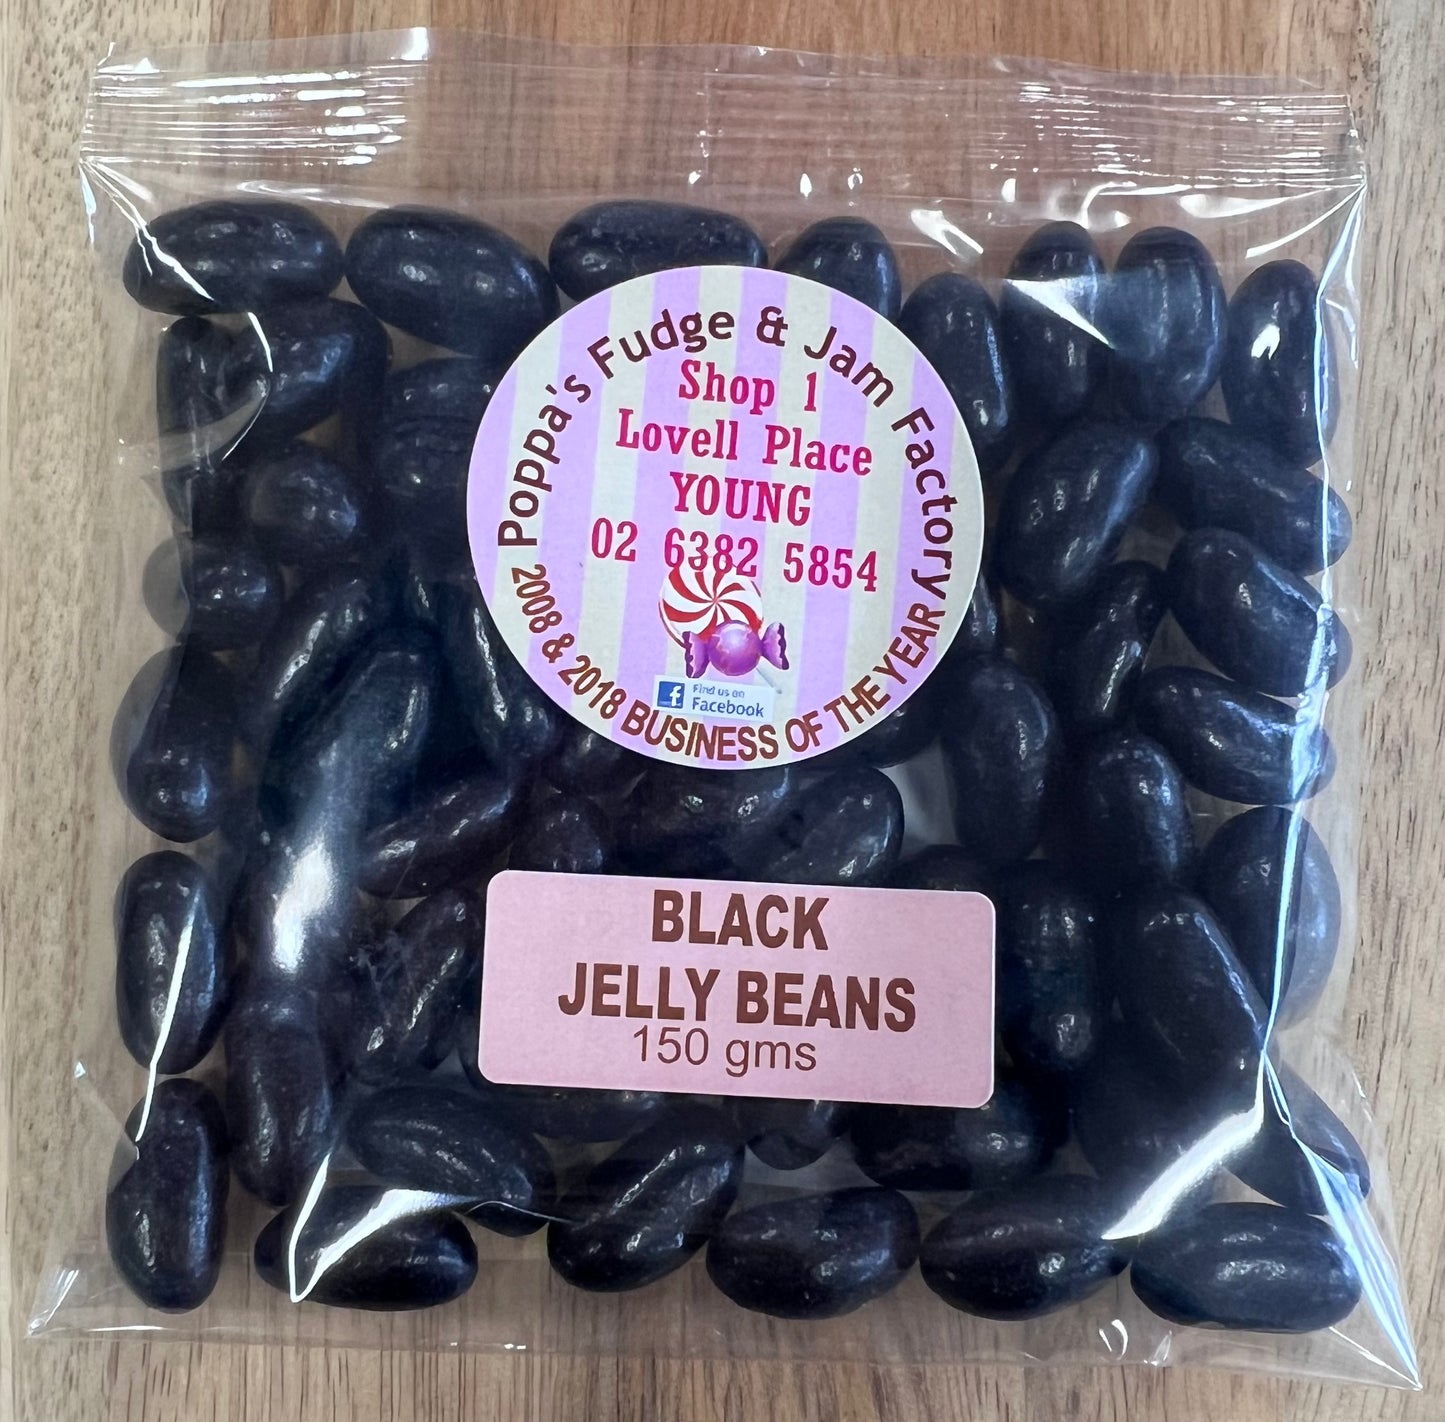 Poppa's Fudge & Jam Factory
Shop 1
Lovell Place
YOUNG
02 6382 5854
Find us on
Facebook
2008 & 2018 BUSINESS OF THE YEAR
BLACK
JELLY BEANS
150 gms